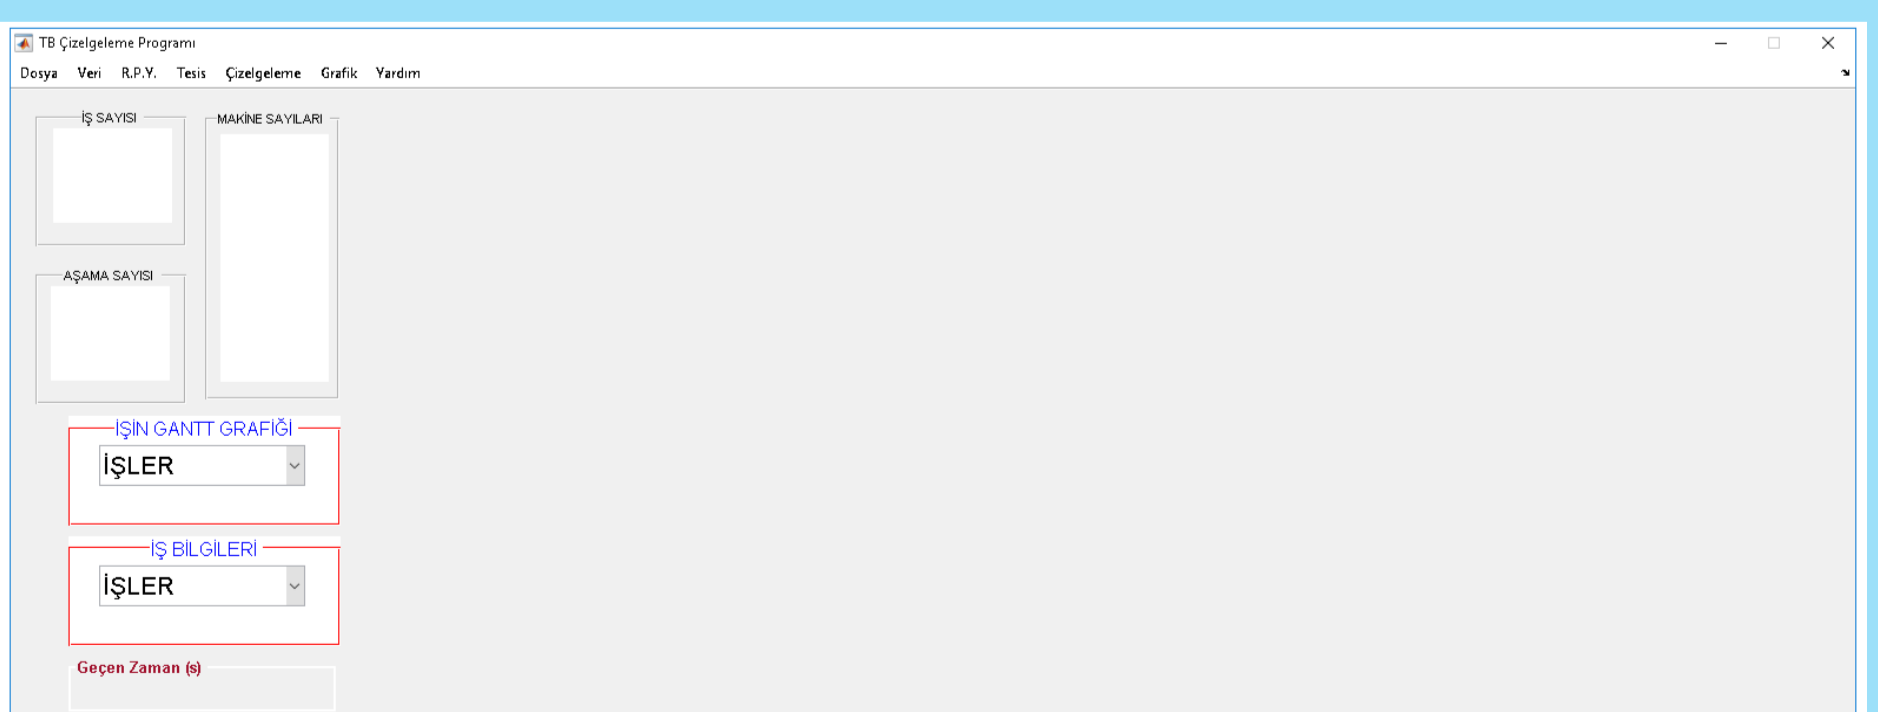 TB Çizelgeleme Programı
Dosya Veri R.P.Y. Tesis Çizelgeleme Grafik Yardım
İŞ SAYISI
MAKİNE SAYILARI
AŞAMA SAYISI
İŞİN GANTT GRAFİĞİ
İŞLER
İŞ BİLGİLERİ
İŞLER
Geçen Zaman (s)